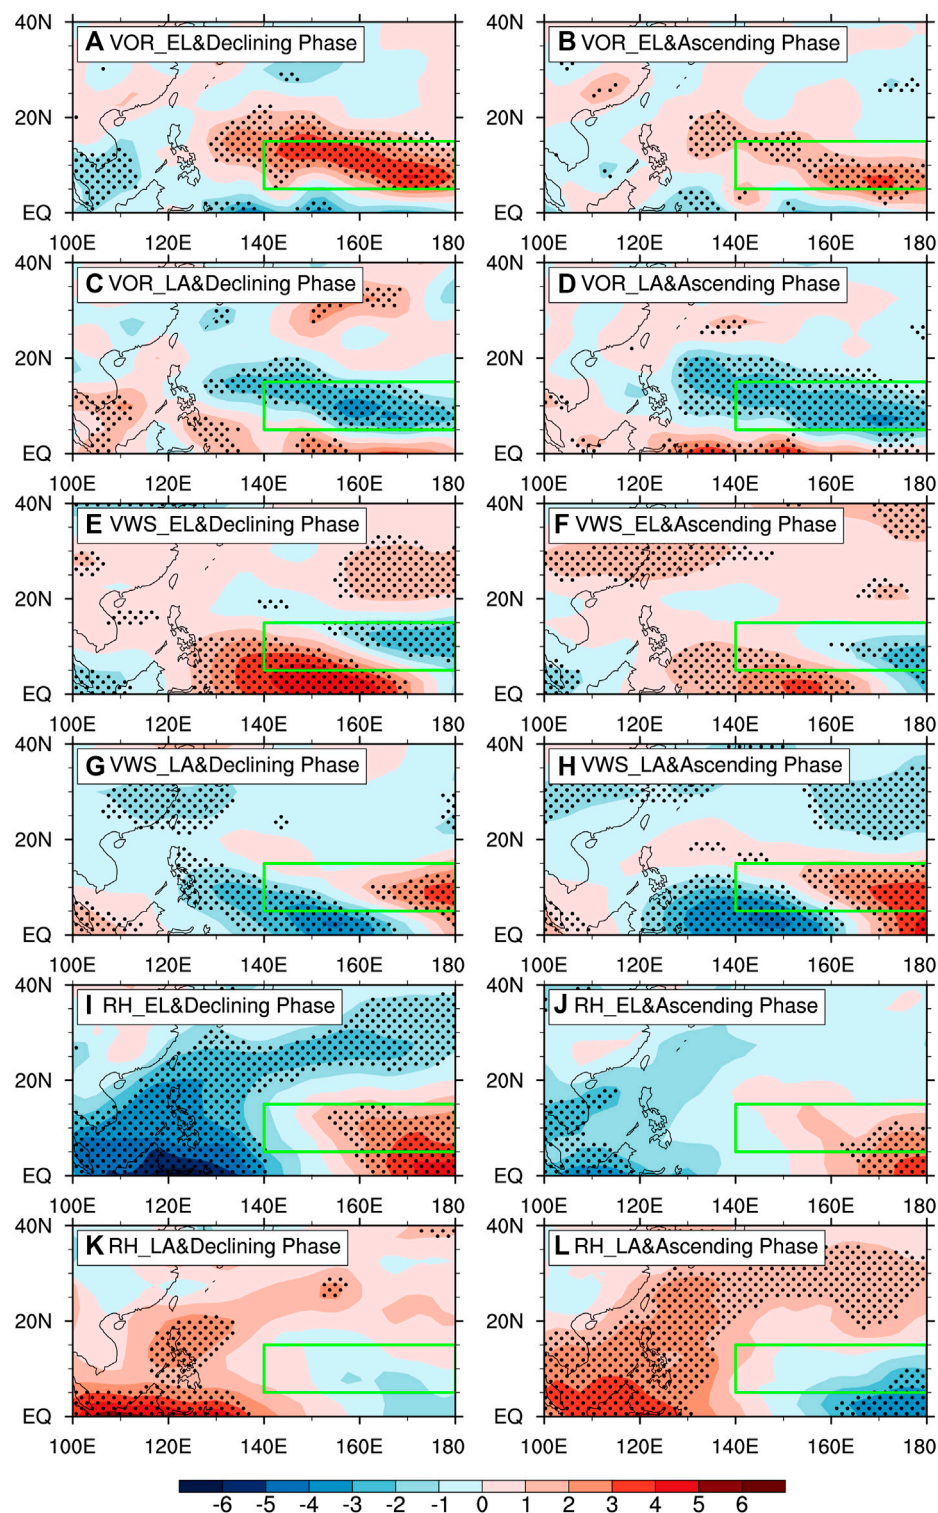 40N
A VOR_EL&Declining Phase
20N
EQ
100E 120E 140E 160E 180
40N
B VOR_EL&Ascending Phase
20N
EQ
100E 120E 140E 160E 180
40N
C VOR_LA&Declining Phase
20N
EQ
100E 120E 140E 160E 180
40N
D VOR_LA&Ascending Phase
20N
EQ
100E 120E 140E 160E 180
40N
E VWS_EL&Declining Phase
20N
EQ
100E 120E 140E 160E 180
40N
F VWS_EL&Ascending Phase
20N
EQ
100E 120E 140E 160E 180
40N
G VWS_LA&Declining Phase
20N
EQ
100E 120E 140E 160E 180
40N
H VWS_LA&Ascending Phase
20N
EQ
100E 120E 140E 160E 180
40N
I RH_EL&Declining Phase
20N
EQ
100E 120E 140E 160E 180
40N
J RH_EL&Ascending Phase
20N
EQ
100E 120E 140E 160E 180
40N
K RH_LA&Declining Phase
20N
EQ
100E 120E 140E 160E 180
40N
L RH_LA&Ascending Phase
20N
EQ
100E 120E 140E 160E 180
-6 -5 -4 -3 -2 -1 0 1 2 3 4 5 6